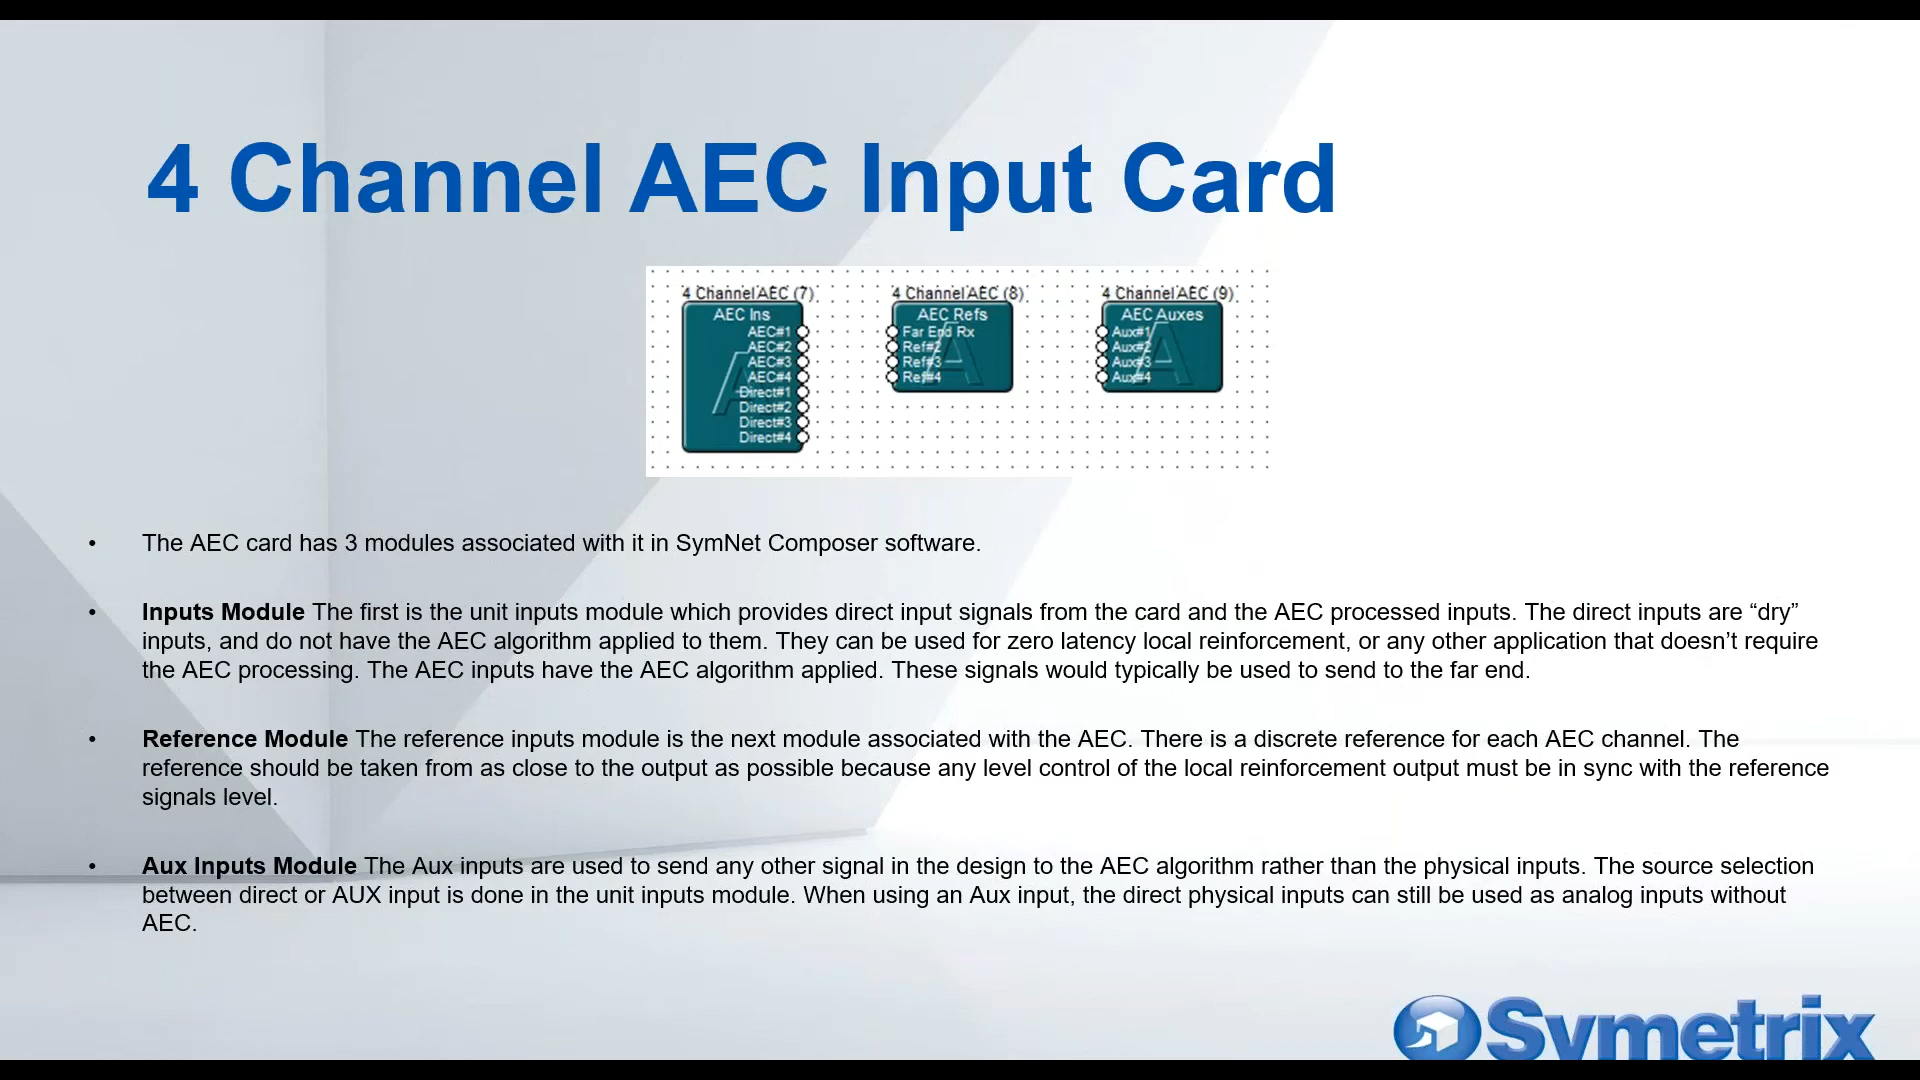 4 Channel AEC Input Card
4 Channel AEC (7)
AEC Ins
AEC#1
AEC#2
AEC#3
AEC#4
Direct#1
Direct#2
Direct#3
Direct#4
4 Channel AEC (8)
AEC Refs
Far End Rx
Ref#2
Ref#3
Ref#4
4 Channel AEC (9)
AEC Auxes
Aux#1
Aux#2
Aux#3
Aux#4
• The AEC card has 3 modules associated with it in SymNet Composer software.
• Inputs Module The first is the unit inputs module which provides direct input signals from the card and the AEC processed inputs. The direct inputs are “dry”
inputs, and do not have the AEC algorithm applied to them. They can be used for zero latency local reinforcement, or any other application that doesn’t require
the AEC processing. The AEC inputs have the AEC algorithm applied. These signals would typically be used to send to the far end.
• Reference Module The reference inputs module is the next module associated with the AEC. There is a discrete reference for each AEC channel. The
reference should be taken from as close to the output as possible because any level control of the local reinforcement output must be in sync with the reference
signals level.
• Aux Inputs Module The Aux inputs are used to send any other signal in the design to the AEC algorithm rather than the physical inputs. The source selection
between direct or AUX input is done in the unit inputs module. When using an Aux input, the direct physical inputs can still be used as analog inputs without
AEC.
Symetrix